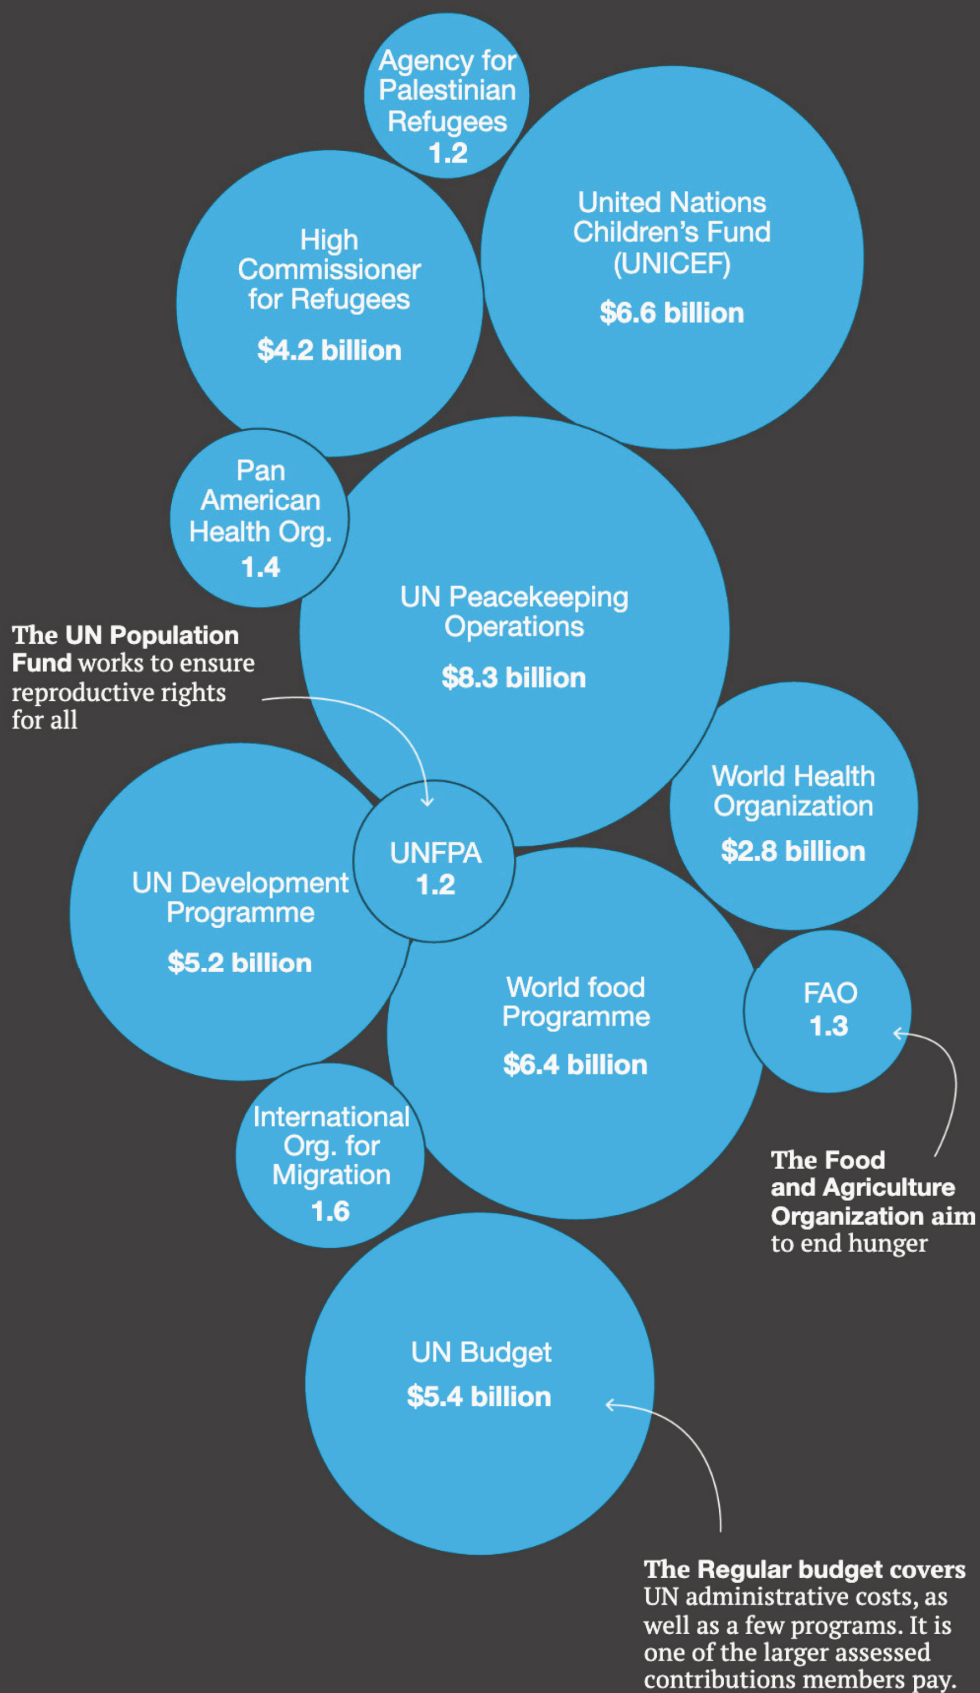 Agency for
Palestinian
Refugees
1.2
United Nations
Children's Fund
(UNICEF)
$6.6 billion
High
Commissioner
for Refugees
$4.2 billion
Pan
American
Health Org.
1.4
UN Peacekeeping
Operations
$8.3 billion
The UN Population
Fund works to ensure
reproductive rights
for all
World Health
Organization
$2.8 billion
UNFPA
1.2
UN Development
Programme
$5.2 billion
World food
Programme
$6.4 billion
FAO
1.3
International
Org. for
Migration
1.6
The Food
and Agriculture
Organization aim
to end hunger
UN Budget
$5.4 billion
The Regular budget covers
UN administrative costs, as
well as a few programs. It is
one of the larger assessed
contributions members pay.